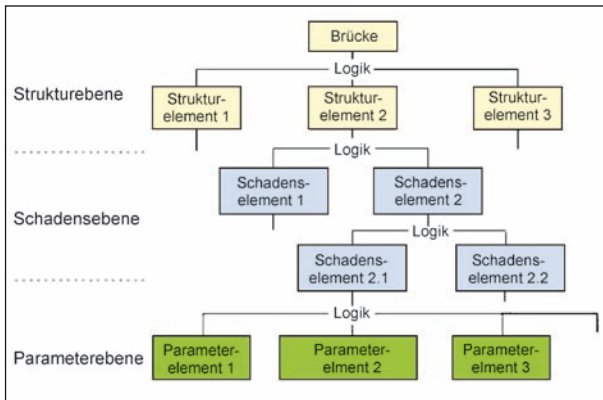 Brücke
Logik
Strukturebene
Struktur-
element 1
Struktur-
element 2
Struktur-
element 3
Logik
Schadens-
element 1
Schadens-
element 2
Schadensebene
Logik
Schadens-
element 2.1
Schadens-
element 2.2
Logik
Parameterebene
Parameter-
element 1
Parameter-
elment 2
Parameter-
elment 3